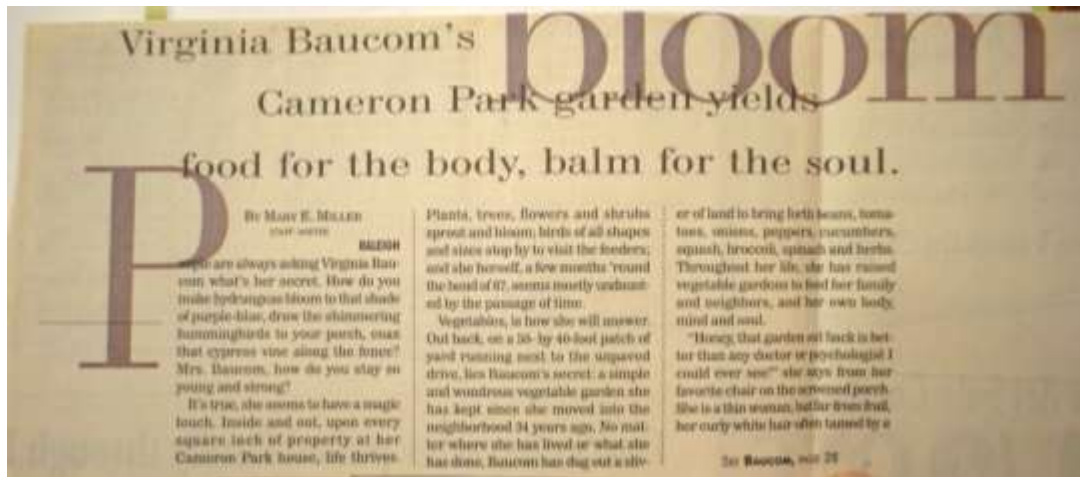 bloom
Virginia Baucom's
Cameron Park garden yields
food for the body, balm for the soul.
By Mary E. Miller
STAFF WRITER
RALEIGH
People are always asking Virginia Bau-
com what's her secret. How do you
make hydrangeas bloom to that shade
of purple-blue, draw the shimmering
hummingbirds to your porch, coax
that cypress vine along the fence?
Mrs. Baucom, how do you stay so
young and strong?
It's true, she seems to have a magic
touch. Inside and out, upon every
square inch of property at her
Cameron Park house, life thrives.
Plants, trees, flowers and shrubs
sprout and bloom; birds of all shapes
and sizes stop by to visit the feeders;
and she herself, a few months 'round
the bend of 67, seems mostly undaunt-
ed by the passage of time.
Vegetables, is how she will answer.
Out back, on a 50- by 40-foot patch of
yard running next to the unpaved
drive, lies Baucom's secret: a simple
and wondrous vegetable garden she
has kept since she moved into the
neighborhood 34 years ago. No mat-
ter where she has lived or what she
has done, Baucom has dug out a sliv-
er of land to bring forth beans, toma-
toes, onions, peppers, cucumbers,
squash, broccoli, spinach and herbs.
Throughout her life, she has raised
vegetable gardens to feed her family
and neighbors, and her own body,
mind and soul.
"Honey, that garden out back is bet-
ter than any doctor or psychologist I
could ever see!" she says from her
favorite chair on the screened porch.
She is a thin woman, but far from frail,
her curly white hair often tamed by a
See Baucom, page 2E